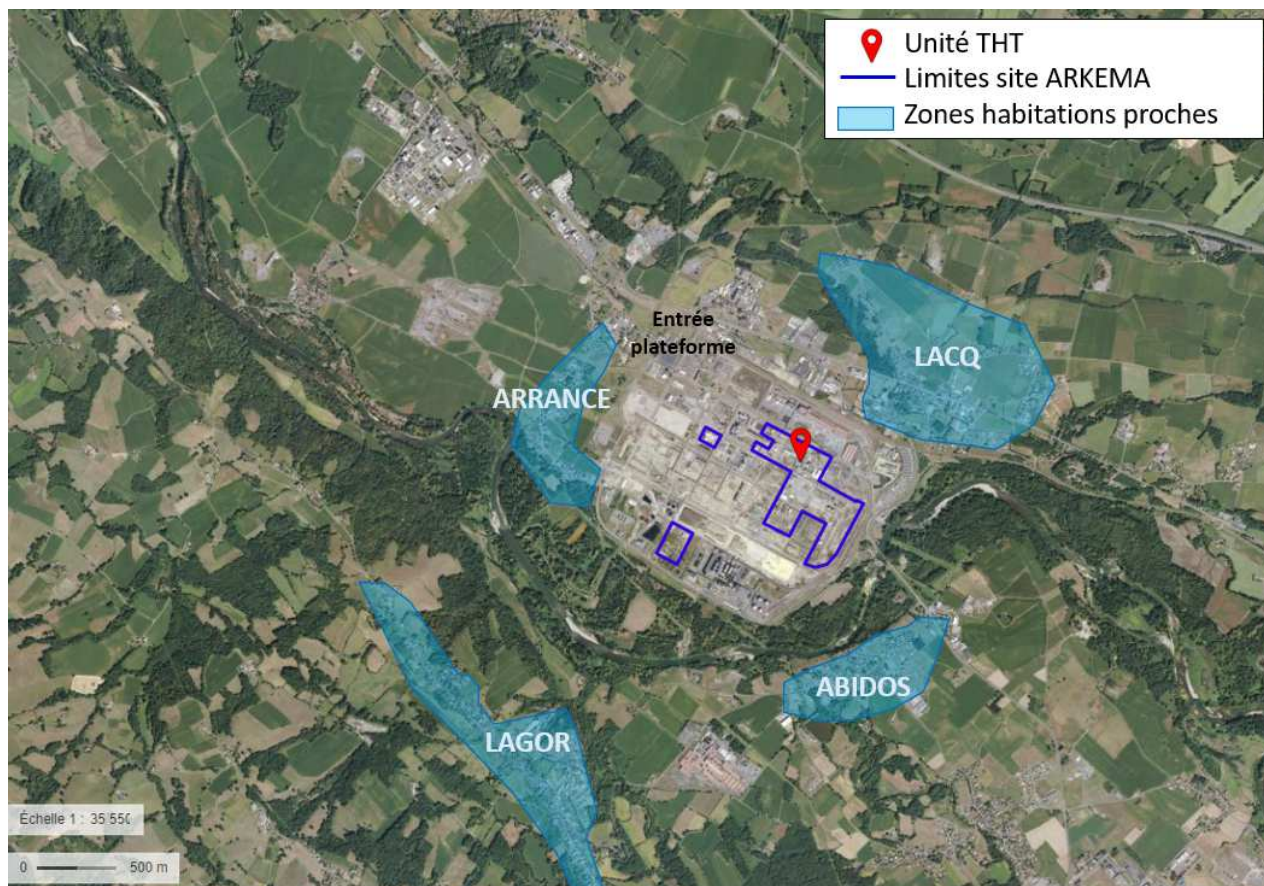 Unité THT
Limites site ARKEMA
Zones habitations proches
Entrée
plateforme
LACQ
ARRANCE
ABIDOS
LAGOR
Échelle 1 : 35 550
0 500 m